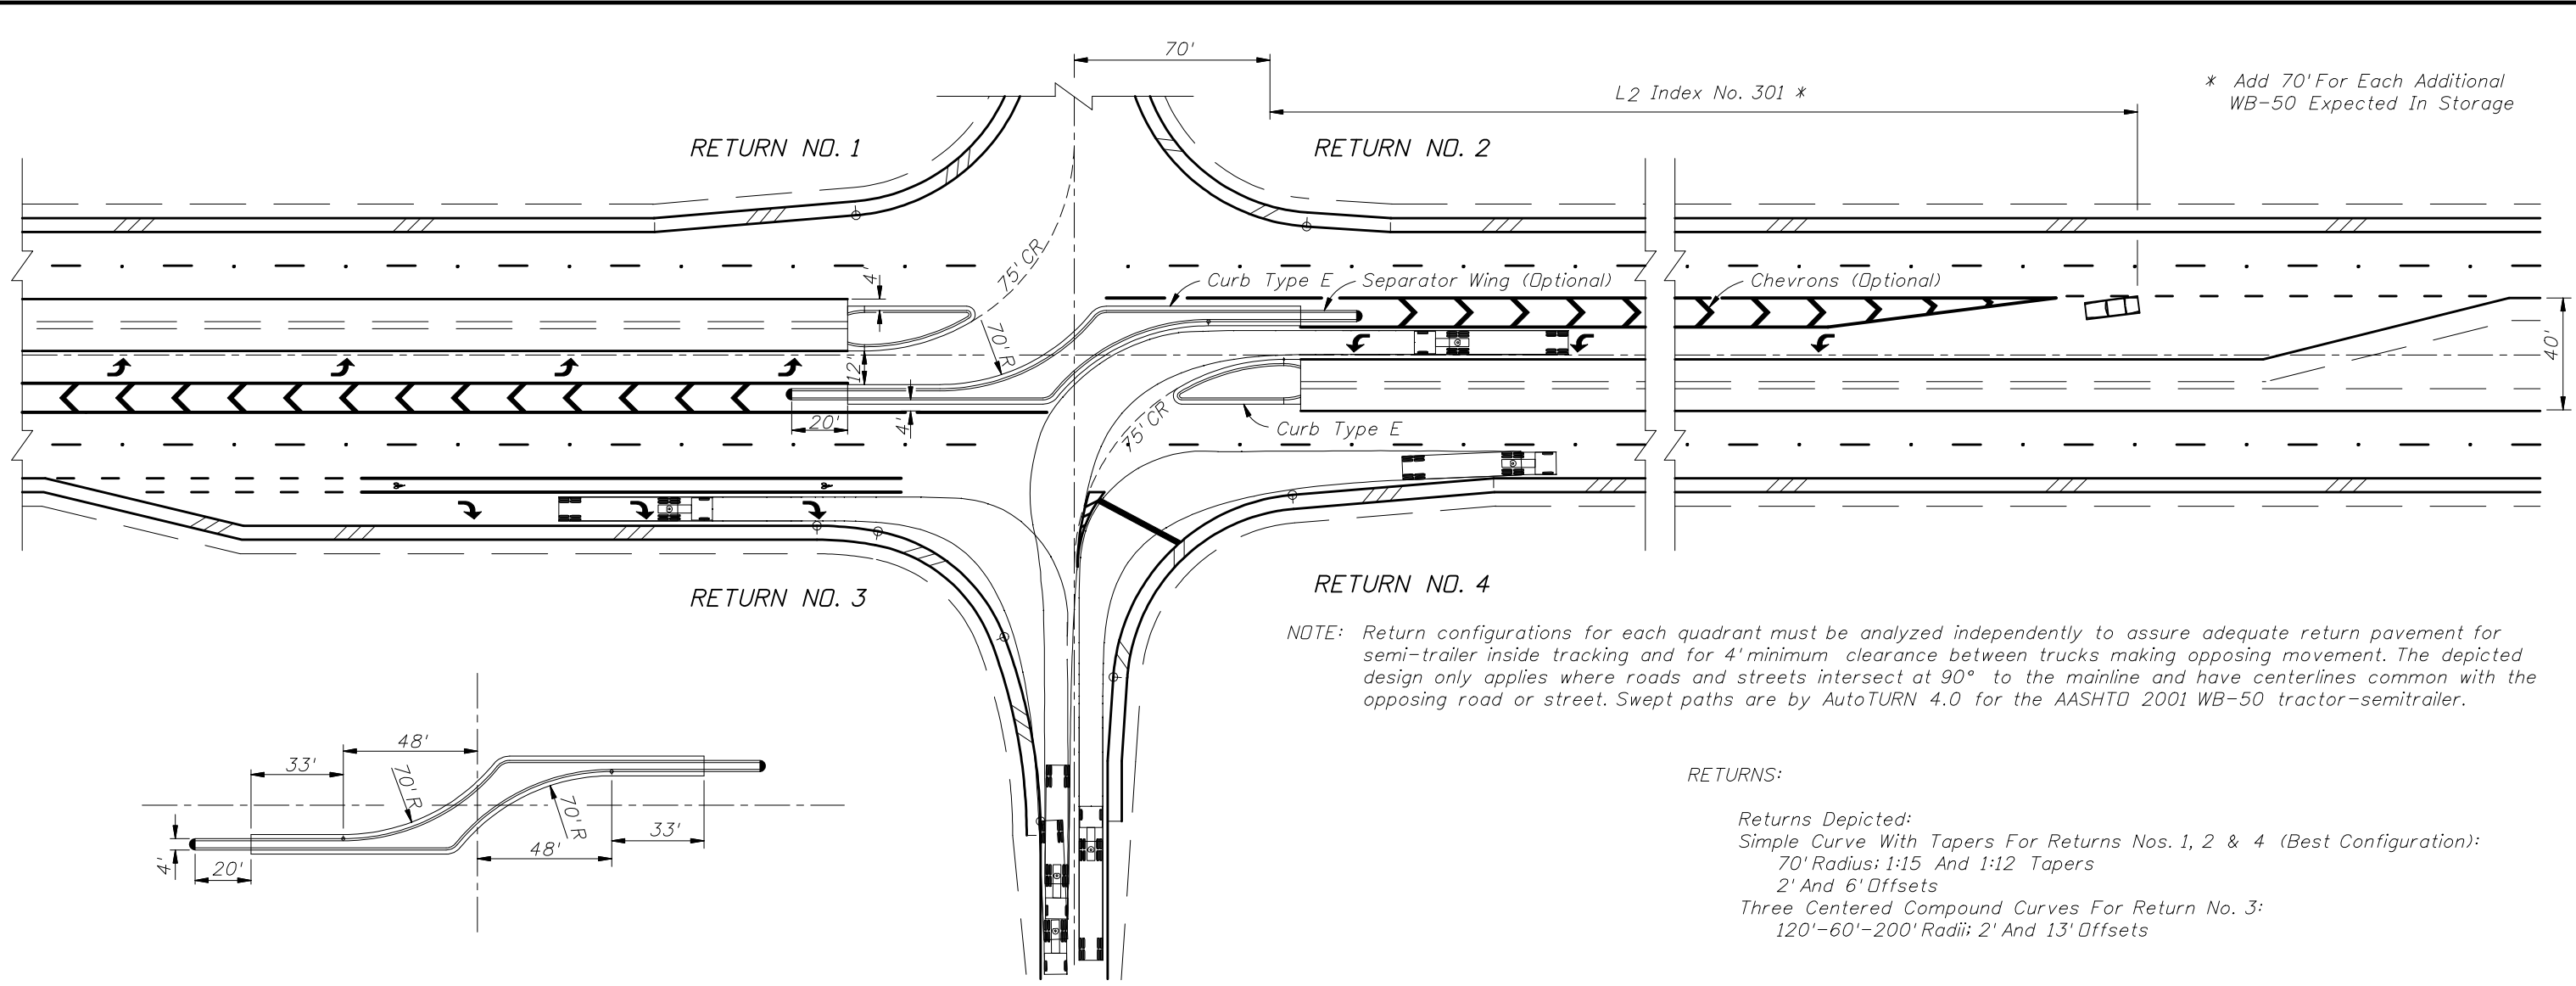 70'
L2 Index No. 301 *
* Add 70' For Each Additional
WB-50 Expected In Storage
RETURN NO. 1
RETURN NO. 2
75' CR
4'
Curb Type E
Separator Wing (Optional)
Chevrons (Optional)
70' R
12'
40'
20'
4'
75' CR
Curb Type E
RETURN NO. 3
RETURN NO. 4
NOTE: Return configurations for each quadrant must be analyzed independently to assure adequate return pavement for
semi-trailer inside tracking and for 4' minimum clearance between trucks making opposing movement. The depicted
design only applies where roads and streets intersect at 90° to the mainline and have centerlines common with the
opposing road or street. Swept paths are by AutoTURN 4.0 for the AASHTO 2001 WB-50 tractor-semitrailer.
48'
33'
70' R
70' R
33'
48'
4'
20'
RETURNS:
Returns Depicted:
Simple Curve With Tapers For Returns Nos. 1, 2 & 4 (Best Configuration):
70' Radius; 1:15 And 1:12 Tapers
2' And 6' Offsets
Three Centered Compound Curves For Return No. 3:
120'-60'-200' Radii; 2' And 13' Offsets